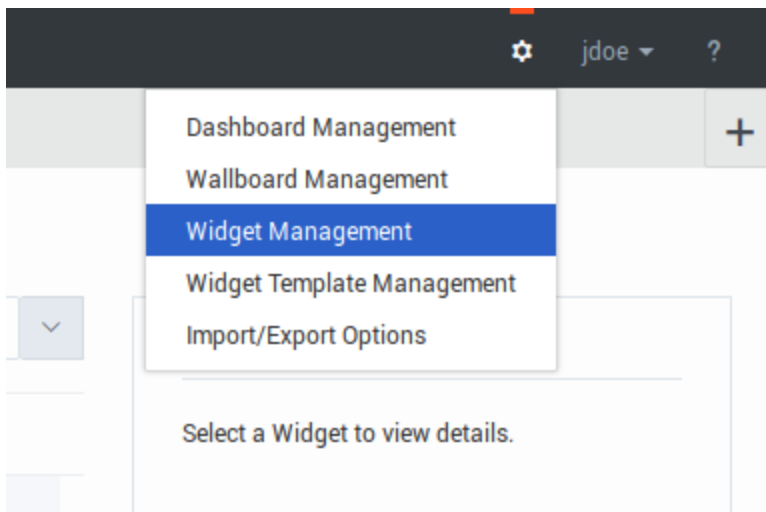 jdoe ?
Dashboard Management
Wallboard Management
Widget Management
Widget Template Management
Import/Export Options
Select a Widget to view details.